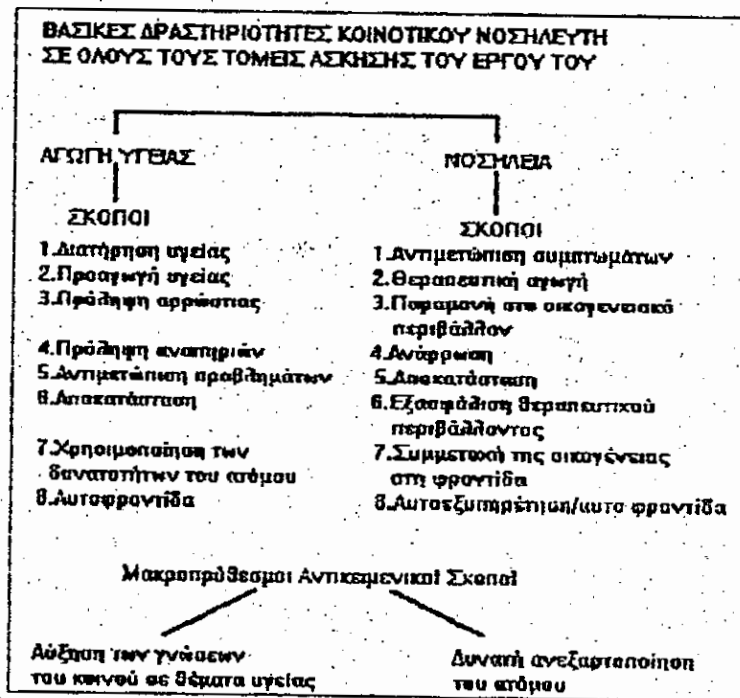 ΒΑΣΙΚΕΣ ΔΡΑΣΤΗΡΙΟΤΗΤΕΣ ΚΟΙΝΟΤΙΚΟΥ ΝΟΣΗΛΕΥΤΗ
ΣΕ ΟΛΟΥΣ ΤΟΥΣ ΤΟΜΕΙΣ ΑΣΚΗΣΗΣ ΤΟΥ ΕΡΓΟΥ ΤΟΥ
ΑΓΩΓΗ ΥΓΕΙΑΣ
ΣΚΟΠΟΙ
1.Διατήρηση υγείας
2.Προαγωγή υγείας
3.Πρόληψη αρρώστιας
4.Πρόληψη αναπηριών
5.Αντιμετώπιση προβλημάτων
6.Αποκατάσταση
7.Χρησιμοποίηση των
δυνατοτήτων του ατόμου
8.Αυτοφροντίδα
ΝΟΣΗΛΕΙΑ
ΣΚΟΠΟΙ
1.Αντιμετώπιση συμπτωμάτων
2.Θεραπευτική αγωγή
3.Παραμονή στο οικογενειακό
περιβάλλον
4.Ανάρρωση
5.Αποκατάσταση
6.Εξασφάλιση θεραπευτικού
περιβάλλοντος
7.Συμμετοχή της οικογένειας
στη φροντίδα
8.Αυτοεξυπηρέτηση/αυτο φροντίδα
Μακροπρόθεσμοι Αντικειμενικοί Σκοποί
Αύξηση των γνώσεων
του κοινού σε θέματα υγείας
Δυνατή ανεξαρτοποίηση
του ατόμου